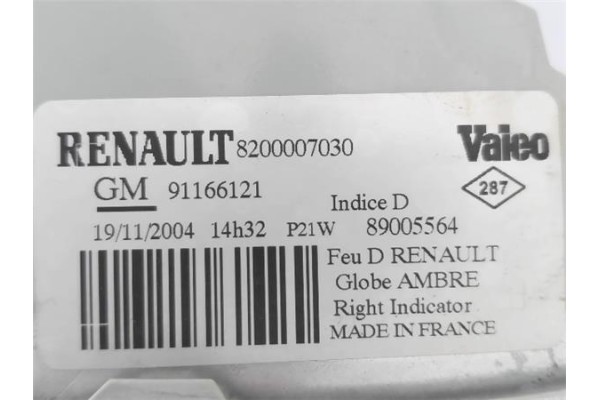 RENAULT 8200007030 Valeo
GM 91166121 Indice D 287
19/11/2004 14h32 P21W 89005564
Feu D RENAULT
Globe AMBRE
Right Indicator
MADE IN FRANCE